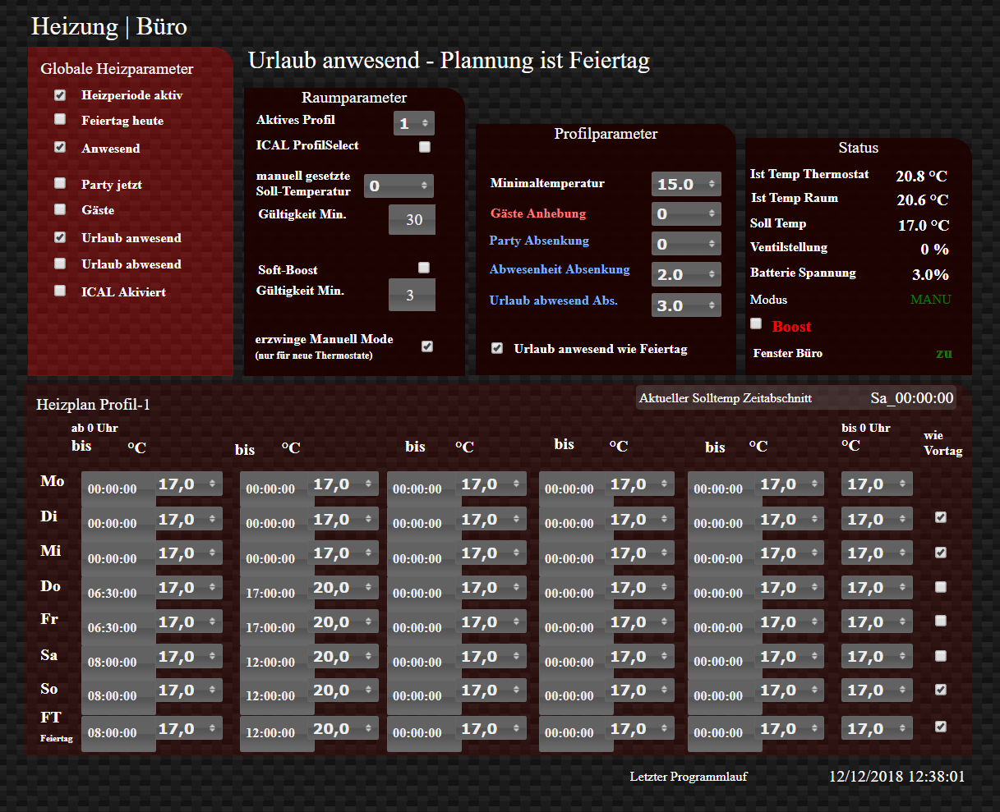 Heizung | Büro
Globale Heizparameter
Heizperiode aktiv
Feiertag heute
Anwesend
Party jetzt
Gäste
Urlaub anwesend
Urlaub abwesend
ICAL Akiviert
Urlaub anwesend - Plannung ist Feiertag
Raumparameter
Aktives Profil 1
ICAL ProfilSelect
manuell gesetzte
Soll-Temperatur 0
Gültigkeit Min. 30
Soft-Boost
Gültigkeit Min. 3
erzwinge Manuell Mode
(nur für neue Thermostate)
Profilparameter
Minimaltemperatur 15.0
Gäste Anhebung 0
Party Absenkung 0
Abwesenheit Absenkung 2.0
Urlaub abwesend Abs. 3.0
Urlaub anwesend wie Feiertag
Status
Ist Temp Thermostat 20.8 °C
Ist Temp Raum 20.6 °C
Soll Temp 17.0 °C
Ventilstellung 0 %
Batterie Spannung 3.0%
Modus MANU
Boost
Fenster Büro zu
Heizplan Profil-1
Aktueller Solltemp Zeitabschnitt Sa_00:00:00
ab 0 Uhr bis 0 Uhr wie
bis °C bis °C bis °C bis °C bis °C °C Vortag
Mo 00:00:00 17,0 00:00:00 17,0 00:00:00 17,0 00:00:00 17,0 00:00:00 17,0 17,0
Di 00:00:00 17,0 00:00:00 17,0 00:00:00 17,0 00:00:00 17,0 00:00:00 17,0 17,0
Mi 00:00:00 17,0 00:00:00 17,0 00:00:00 17,0 00:00:00 17,0 00:00:00 17,0 17,0
Do 06:30:00 17,0 17:00:00 20,0 00:00:00 17,0 00:00:00 17,0 00:00:00 17,0 17,0
Fr 06:30:00 17,0 17:00:00 20,0 00:00:00 17,0 00:00:00 17,0 00:00:00 17,0 17,0
Sa 08:00:00 17,0 12:00:00 20,0 00:00:00 17,0 00:00:00 17,0 00:00:00 17,0 17,0
So 08:00:00 17,0 12:00:00 20,0 00:00:00 17,0 00:00:00 17,0 00:00:00 17,0 17,0
FT 08:00:00 17,0 12:00:00 20,0 00:00:00 17,0 00:00:00 17,0 00:00:00 17,0 17,0
Feiertag
Letzter Programmlauf 12/12/2018 12:38:01